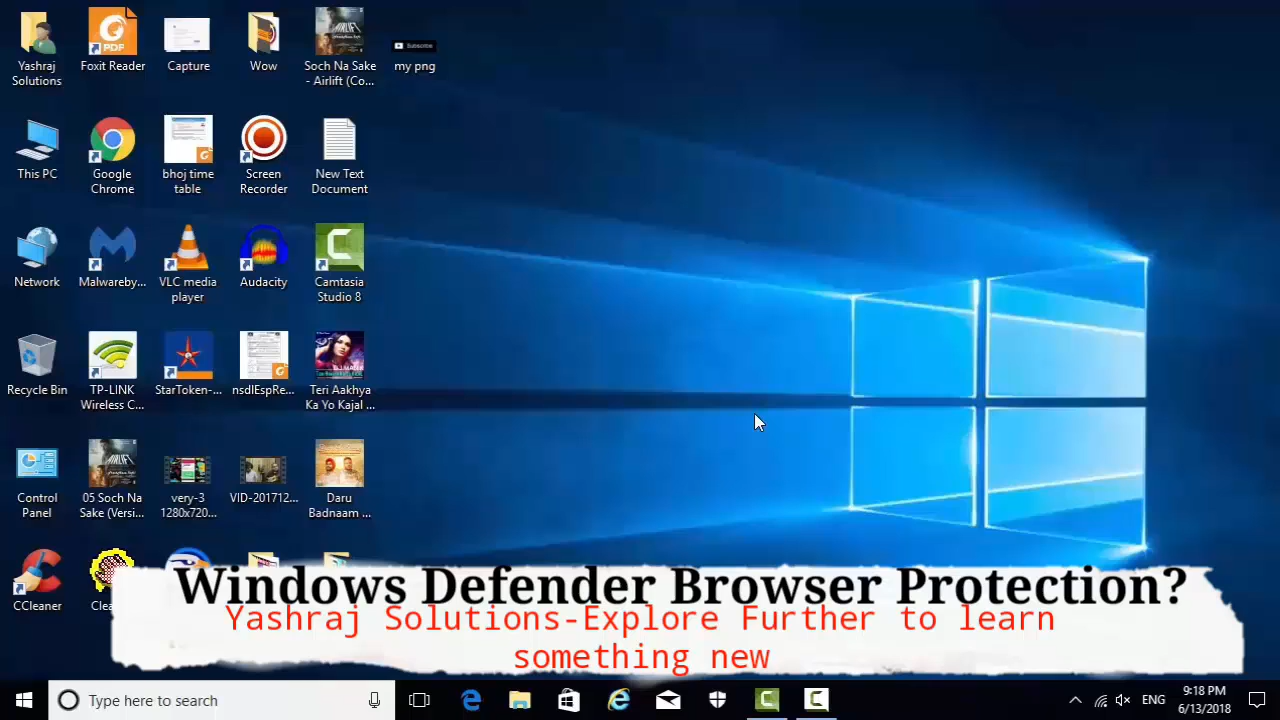 Yashraj
Solutions
Foxit Reader
Capture
Wow
Soch Na Sake
- Airlift (Co...
Subscribe
my png
PDF
AIRLIFT
This PC
Google
Chrome
bhoj time
table
Screen
Recorder
New Text
Document
Network
Malwareby...
VLC media
player
Audacity
Camtasia
Studio 8
Recycle Bin
TP-LINK
Wireless C...
StarToken-...
nsdlEspRe...
Teri Aakhya
Ka Yo Kajal ...
Control
Panel
05 Soch Na
Sake (Versi...
very-3
1280x720...
VID-201712...
Daru
Badnaam ...
CCleaner
Windows Defender Browser Protection?
Yashraj Solutions-Explore Further to learn
something new
Type here to search
ENG
9:18 PM
6/13/2018